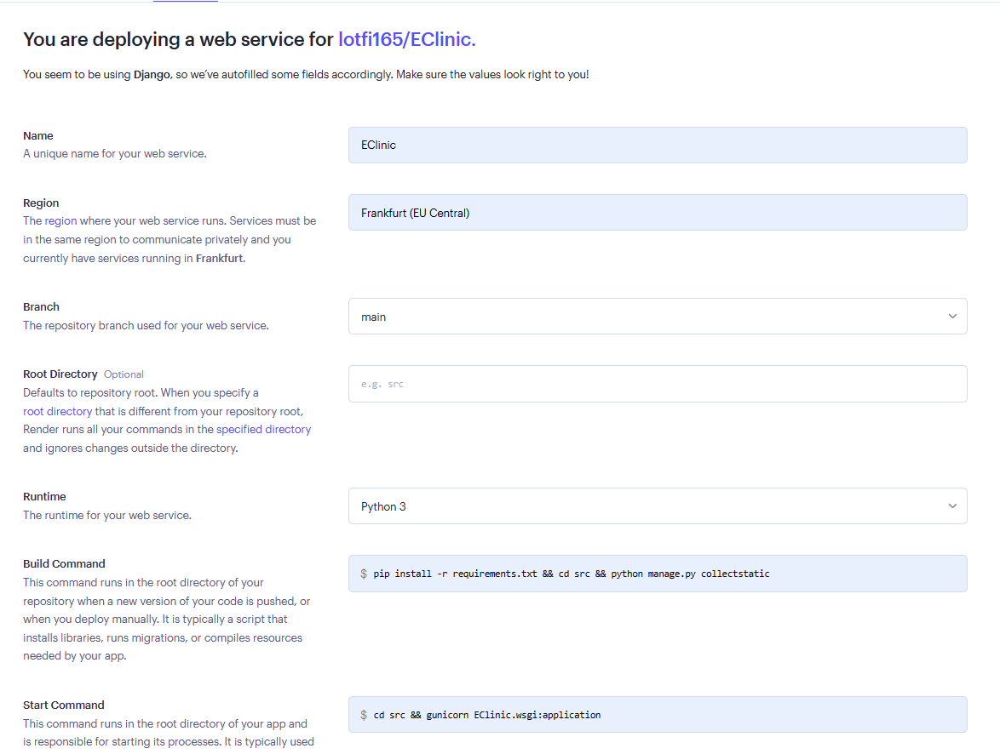 You are deploying a web service for lotfi165/EClinic.
You seem to be using Django, so we've autofilled some fields accordingly. Make sure the values look right to you!
Name
A unique name for your web service.
EClinic
Region
The region where your web service runs. Services must be
in the same region to communicate privately and you
currently have services running in Frankfurt.
Frankfurt (EU Central)
Branch
The repository branch used for your web service.
main
Root Directory Optional
Defaults to repository root. When you specify a
root directory that is different from your repository root,
Render runs all your commands in the specified directory
and ignores changes outside the directory.
e.g. src
Runtime
The runtime for your web service.
Python 3
Build Command
This command runs in the root directory of your
repository when a new version of your code is pushed, or
when you deploy manually. It is typically a script that
installs libraries, runs migrations, or compiles resources
needed by your app.
$ pip install -r requirements.txt && cd src && python manage.py collectstatic
Start Command
This command runs in the root directory of your app and
is responsible for starting its processes. It is typically used
$ cd src && gunicorn EClinic.wsgi:application